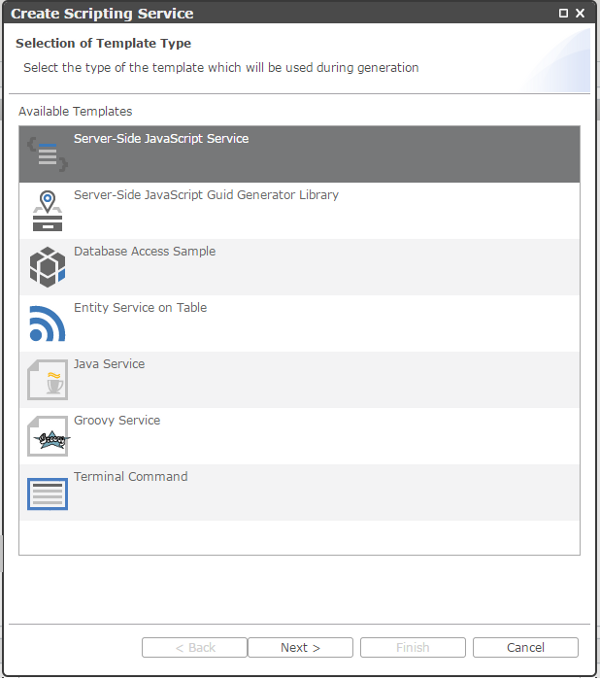 Create Scripting Service
Selection of Template Type
Select the type of the template which will be used during generation
Available Templates
Server-Side JavaScript Service
Server-Side JavaScript Guid Generator Library
Database Access Sample
Entity Service on Table
Java Service
Groovy Service
Groovy
Terminal Command
< Back
Next >
Finish
Cancel